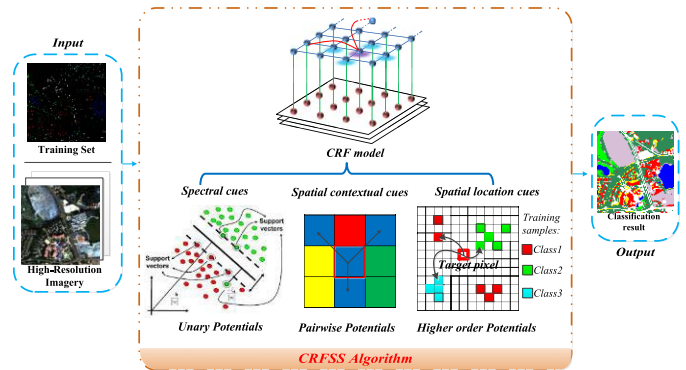 Input
Training Set
High-Resolution
Imagery
CRF model
Spectral cues
Spatial contextual cues
Spatial location cues
Support
vectors
Support
vectors
Training
samples:
Class1
Class2
Class3
Target pixel
Unary Potentials
Pairwise Potentials
Higher order Potentials
CRFSS Algorithm
Classification
result
Output